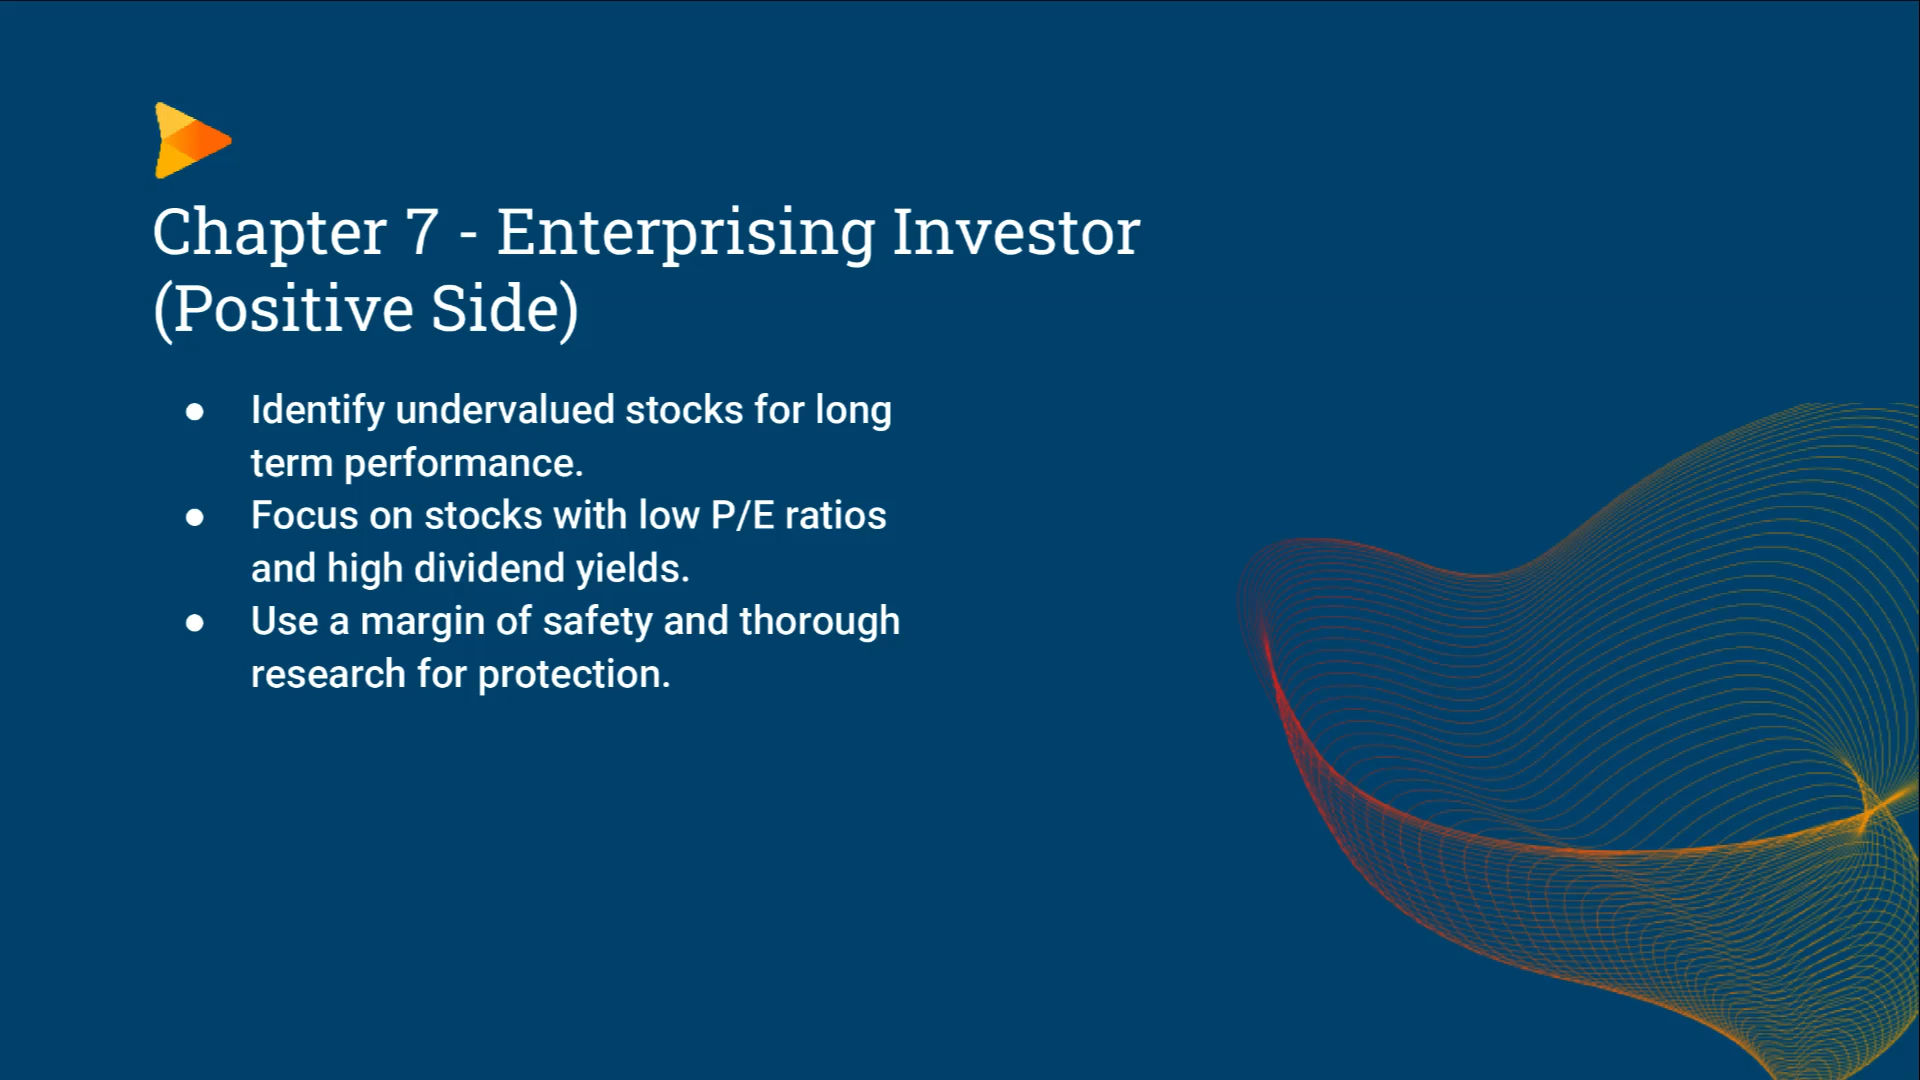 Chapter 7 - Enterprising Investor
(Positive Side)
● Identify undervalued stocks for long
term performance.
● Focus on stocks with low P/E ratios
and high dividend yields.
● Use a margin of safety and thorough
research for protection.